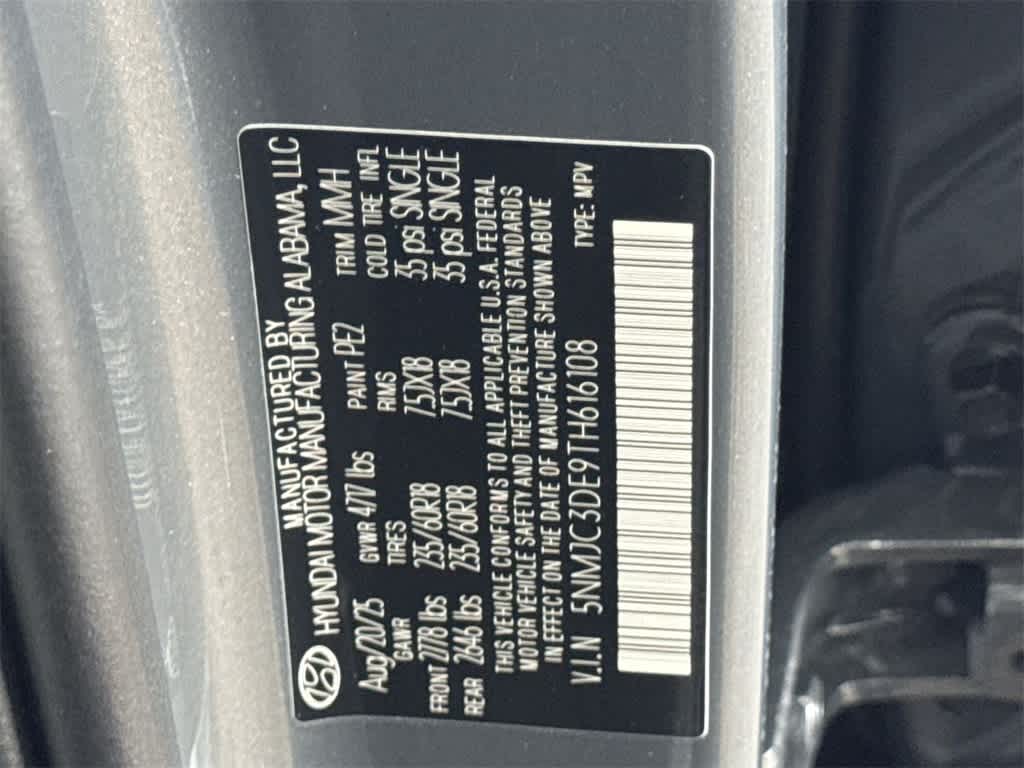 MANUFACTURED BY
HYUNDAI MOTOR MANUFACTURING ALABAMA, LLC
Aug/20/25 GVWR 4717 lbs PAINT PE2 TRIM MMH
GAWR TIRES RIMS COLD TIRE INFL
FRONT 2778 lbs 235/60R18 7.5JX18 35 psi SINGLE
REAR 2646 lbs 235/60R18 7.5JX18 35 psi SINGLE
THIS VEHICLE CONFORMS TO ALL APPLICABLE U.S.A. FEDERAL
MOTOR VEHICLE SAFETY AND THEFT PREVENTION STANDARDS
IN EFFECT ON THE DATE OF MANUFACTURE SHOWN ABOVE
V.I.N 5NMJC3DE9TH616108 TYPE: MPV